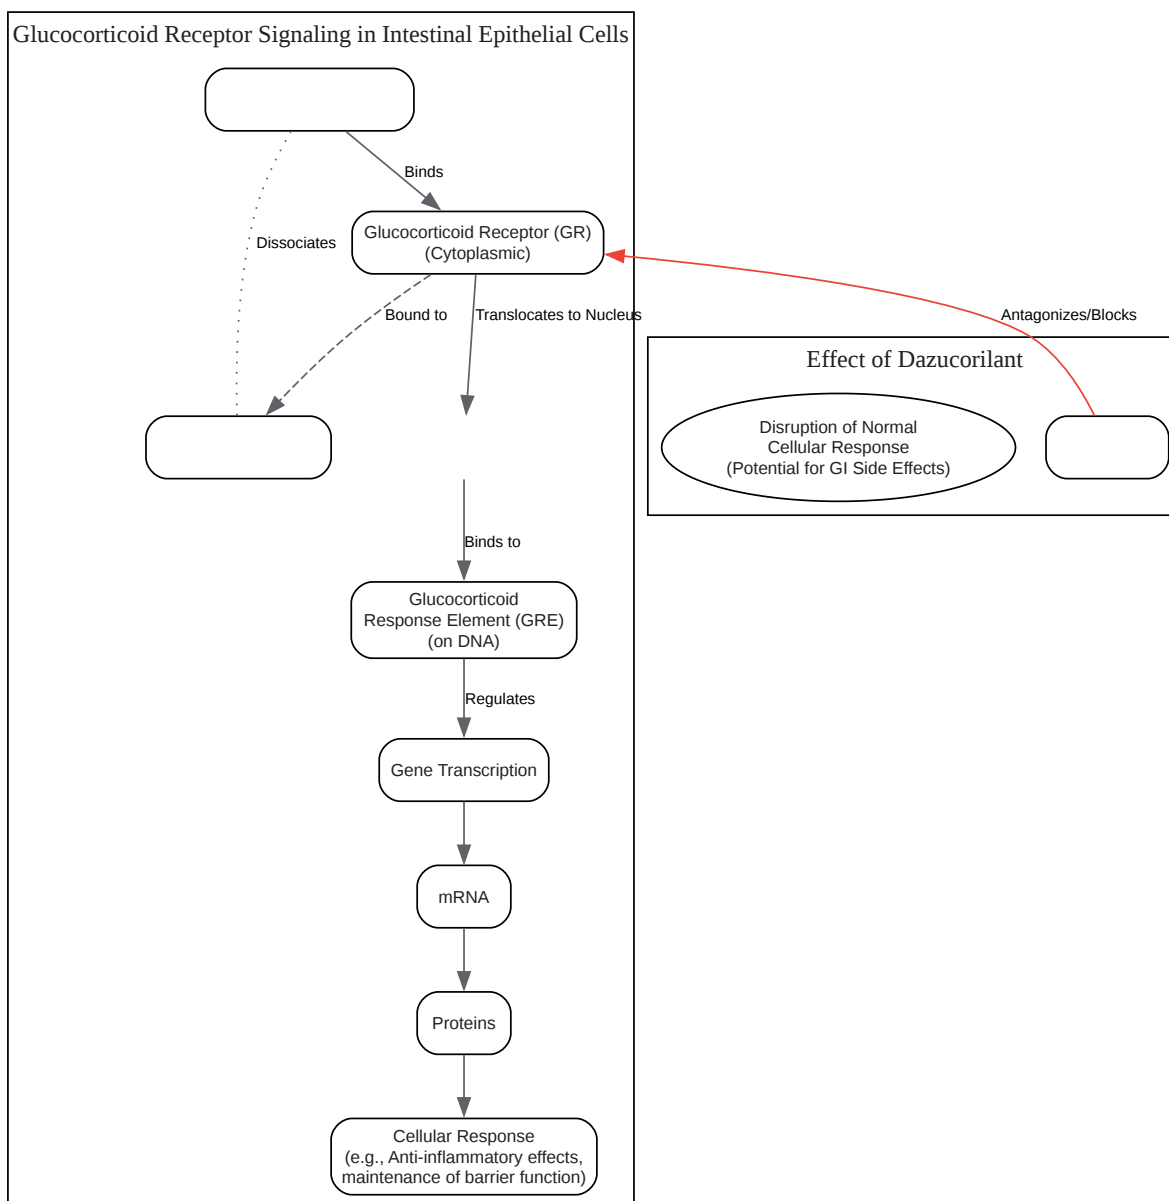 Glucocorticoid Receptor Signaling in Intestinal Epithelial Cells
Binds
Glucocorticoid Receptor (GR)
(Cytoplasmic)
Dissociates
Bound to
Translocates to Nucleus
Antagonizes/Blocks
Effect of Dazucorilant
Disruption of Normal
Cellular Response
(Potential for GI Side Effects)
Binds to
Glucocorticoid
Response Element (GRE)
(on DNA)
Regulates
Gene Transcription
mRNA
Proteins
Cellular Response
(e.g., Anti-inflammatory effects,
maintenance of barrier function)